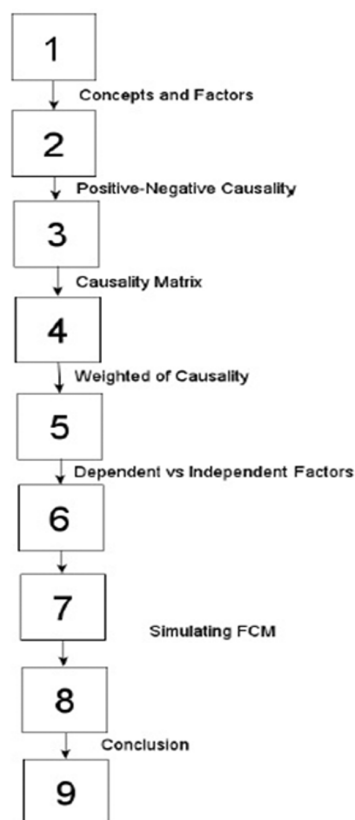 1
Concepts and Factors
2
Positive-Negative Causality
3
Causality Matrix
4
Weighted of Causality
5
Dependent vs Independent Factors
6
7
Simulating FCM
8
Conclusion
9